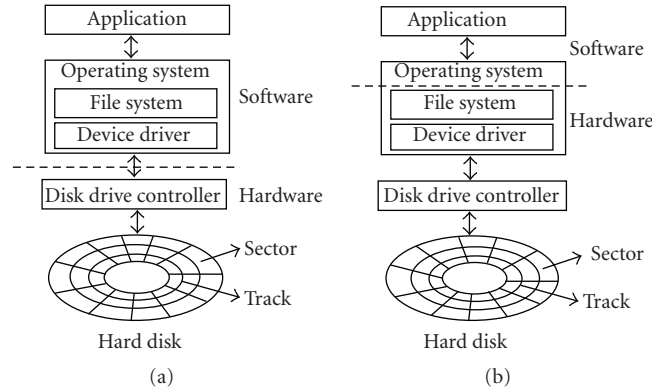 Application
Operating system
File system
Device driver
Software
Disk drive controller
Hardware
Sector
Track
Hard disk
(a)
Application
Software
Operating system
File system
Device driver
Hardware
Disk drive controller
Sector
Track
Hard disk
(b)